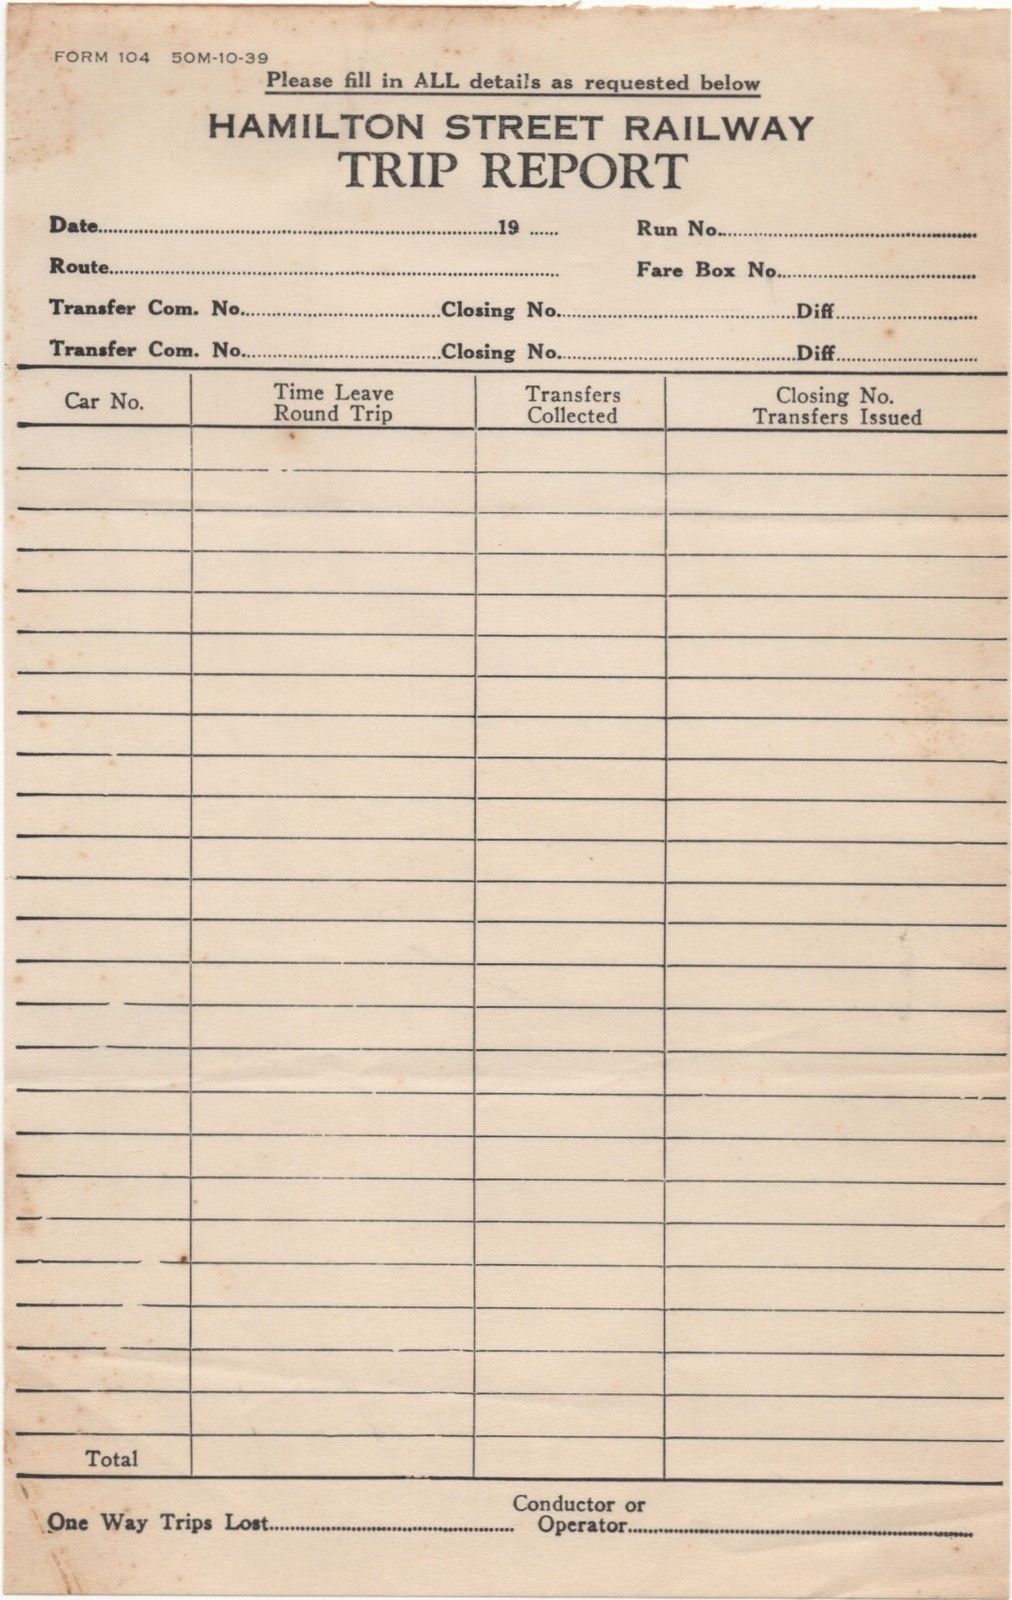 FORM 104 50M-10-39
Please fill in ALL details as requested below
HAMILTON STREET RAILWAY
TRIP REPORT
Date..........19 ...... Run No..........
Route.......... Fare Box No..........
Transfer Com. No..........Closing No..........Diff..........
Transfer Com. No..........Closing No..........Diff..........
Car No. Time Leave Round Trip Transfers Collected Closing No. Transfers Issued
Total
One Way Trips Lost.......... Conductor or Operator..........